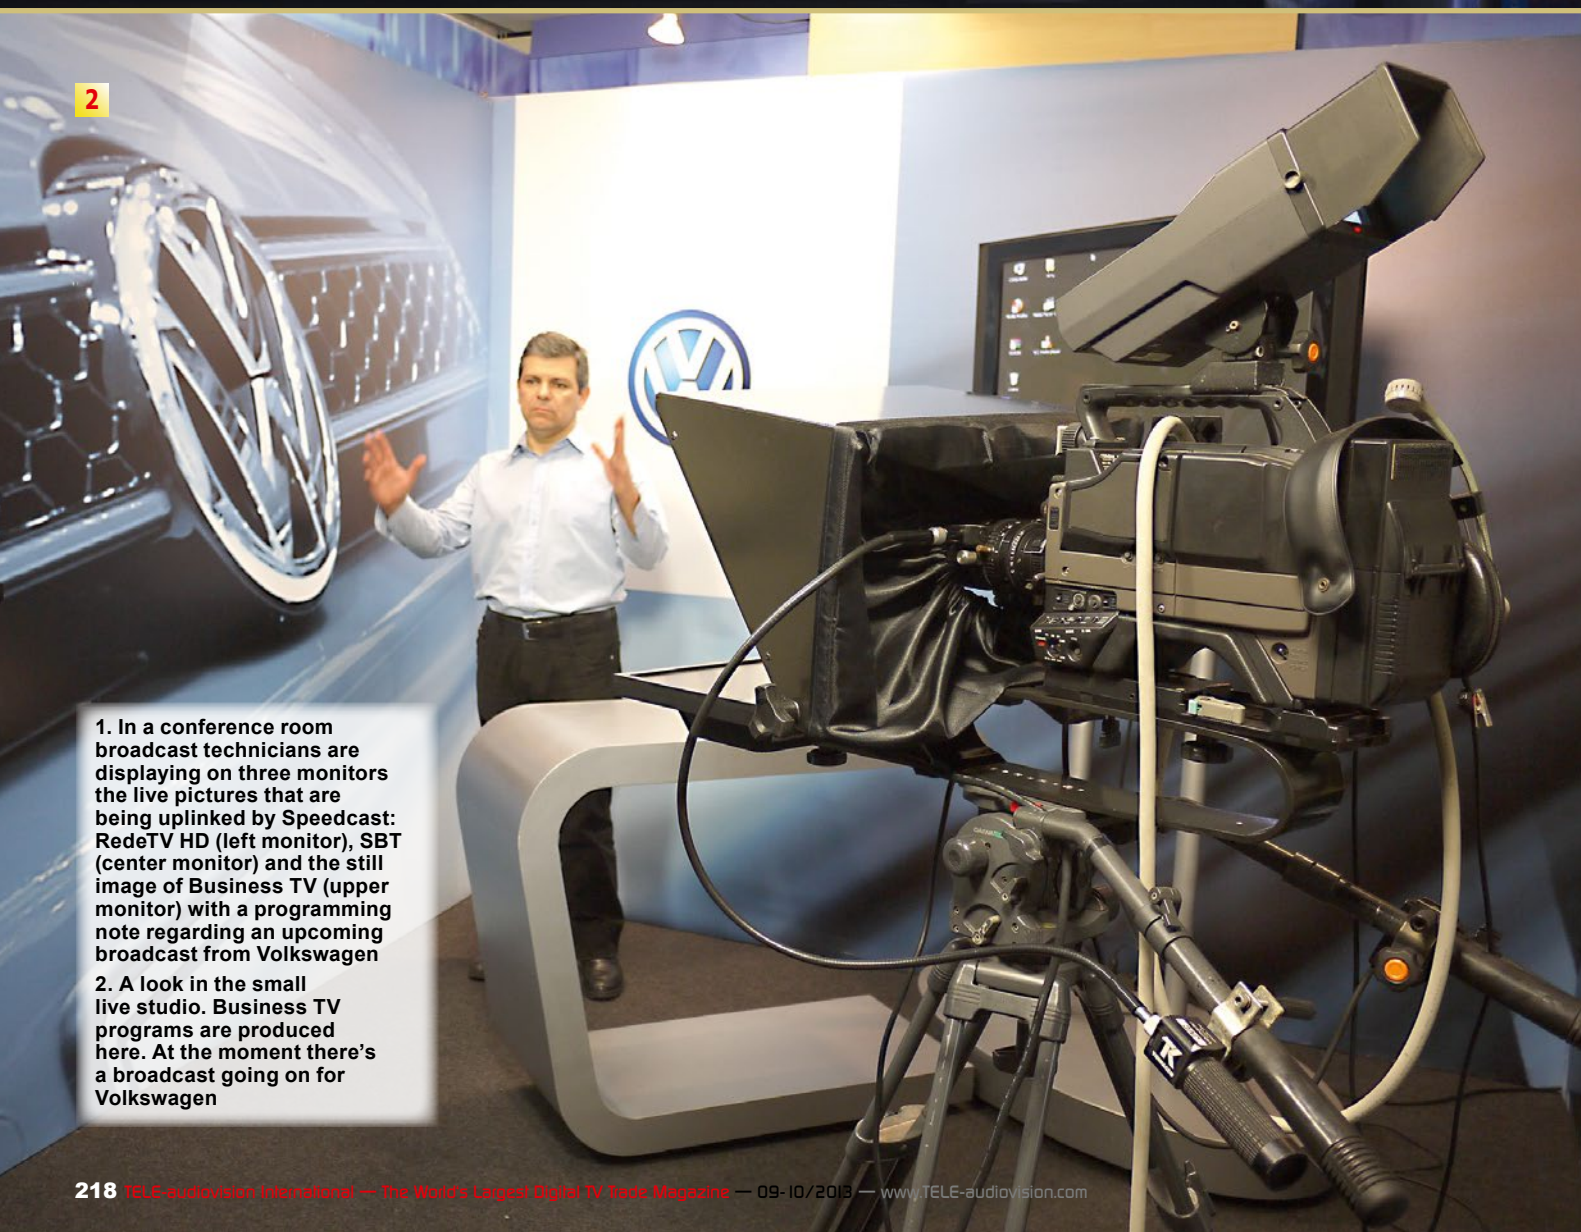 2
1. In a conference room
broadcast technicians are
displaying on three monitors
the live pictures that are
being uplinked by Speedcast:
RedeTV HD (left monitor), SBT
(center monitor) and the still
image of Business TV (upper
monitor) with a programming
note regarding an upcoming
broadcast from Volkswagen
2. A look in the small
live studio. Business TV
programs are produced
here. At the moment there’s
a broadcast going on for
Volkswagen
218 TELE-audiovision International — The World's Largest Digital TV Trade Magazine — 09-10/2013 — www.TELE-audiovision.com